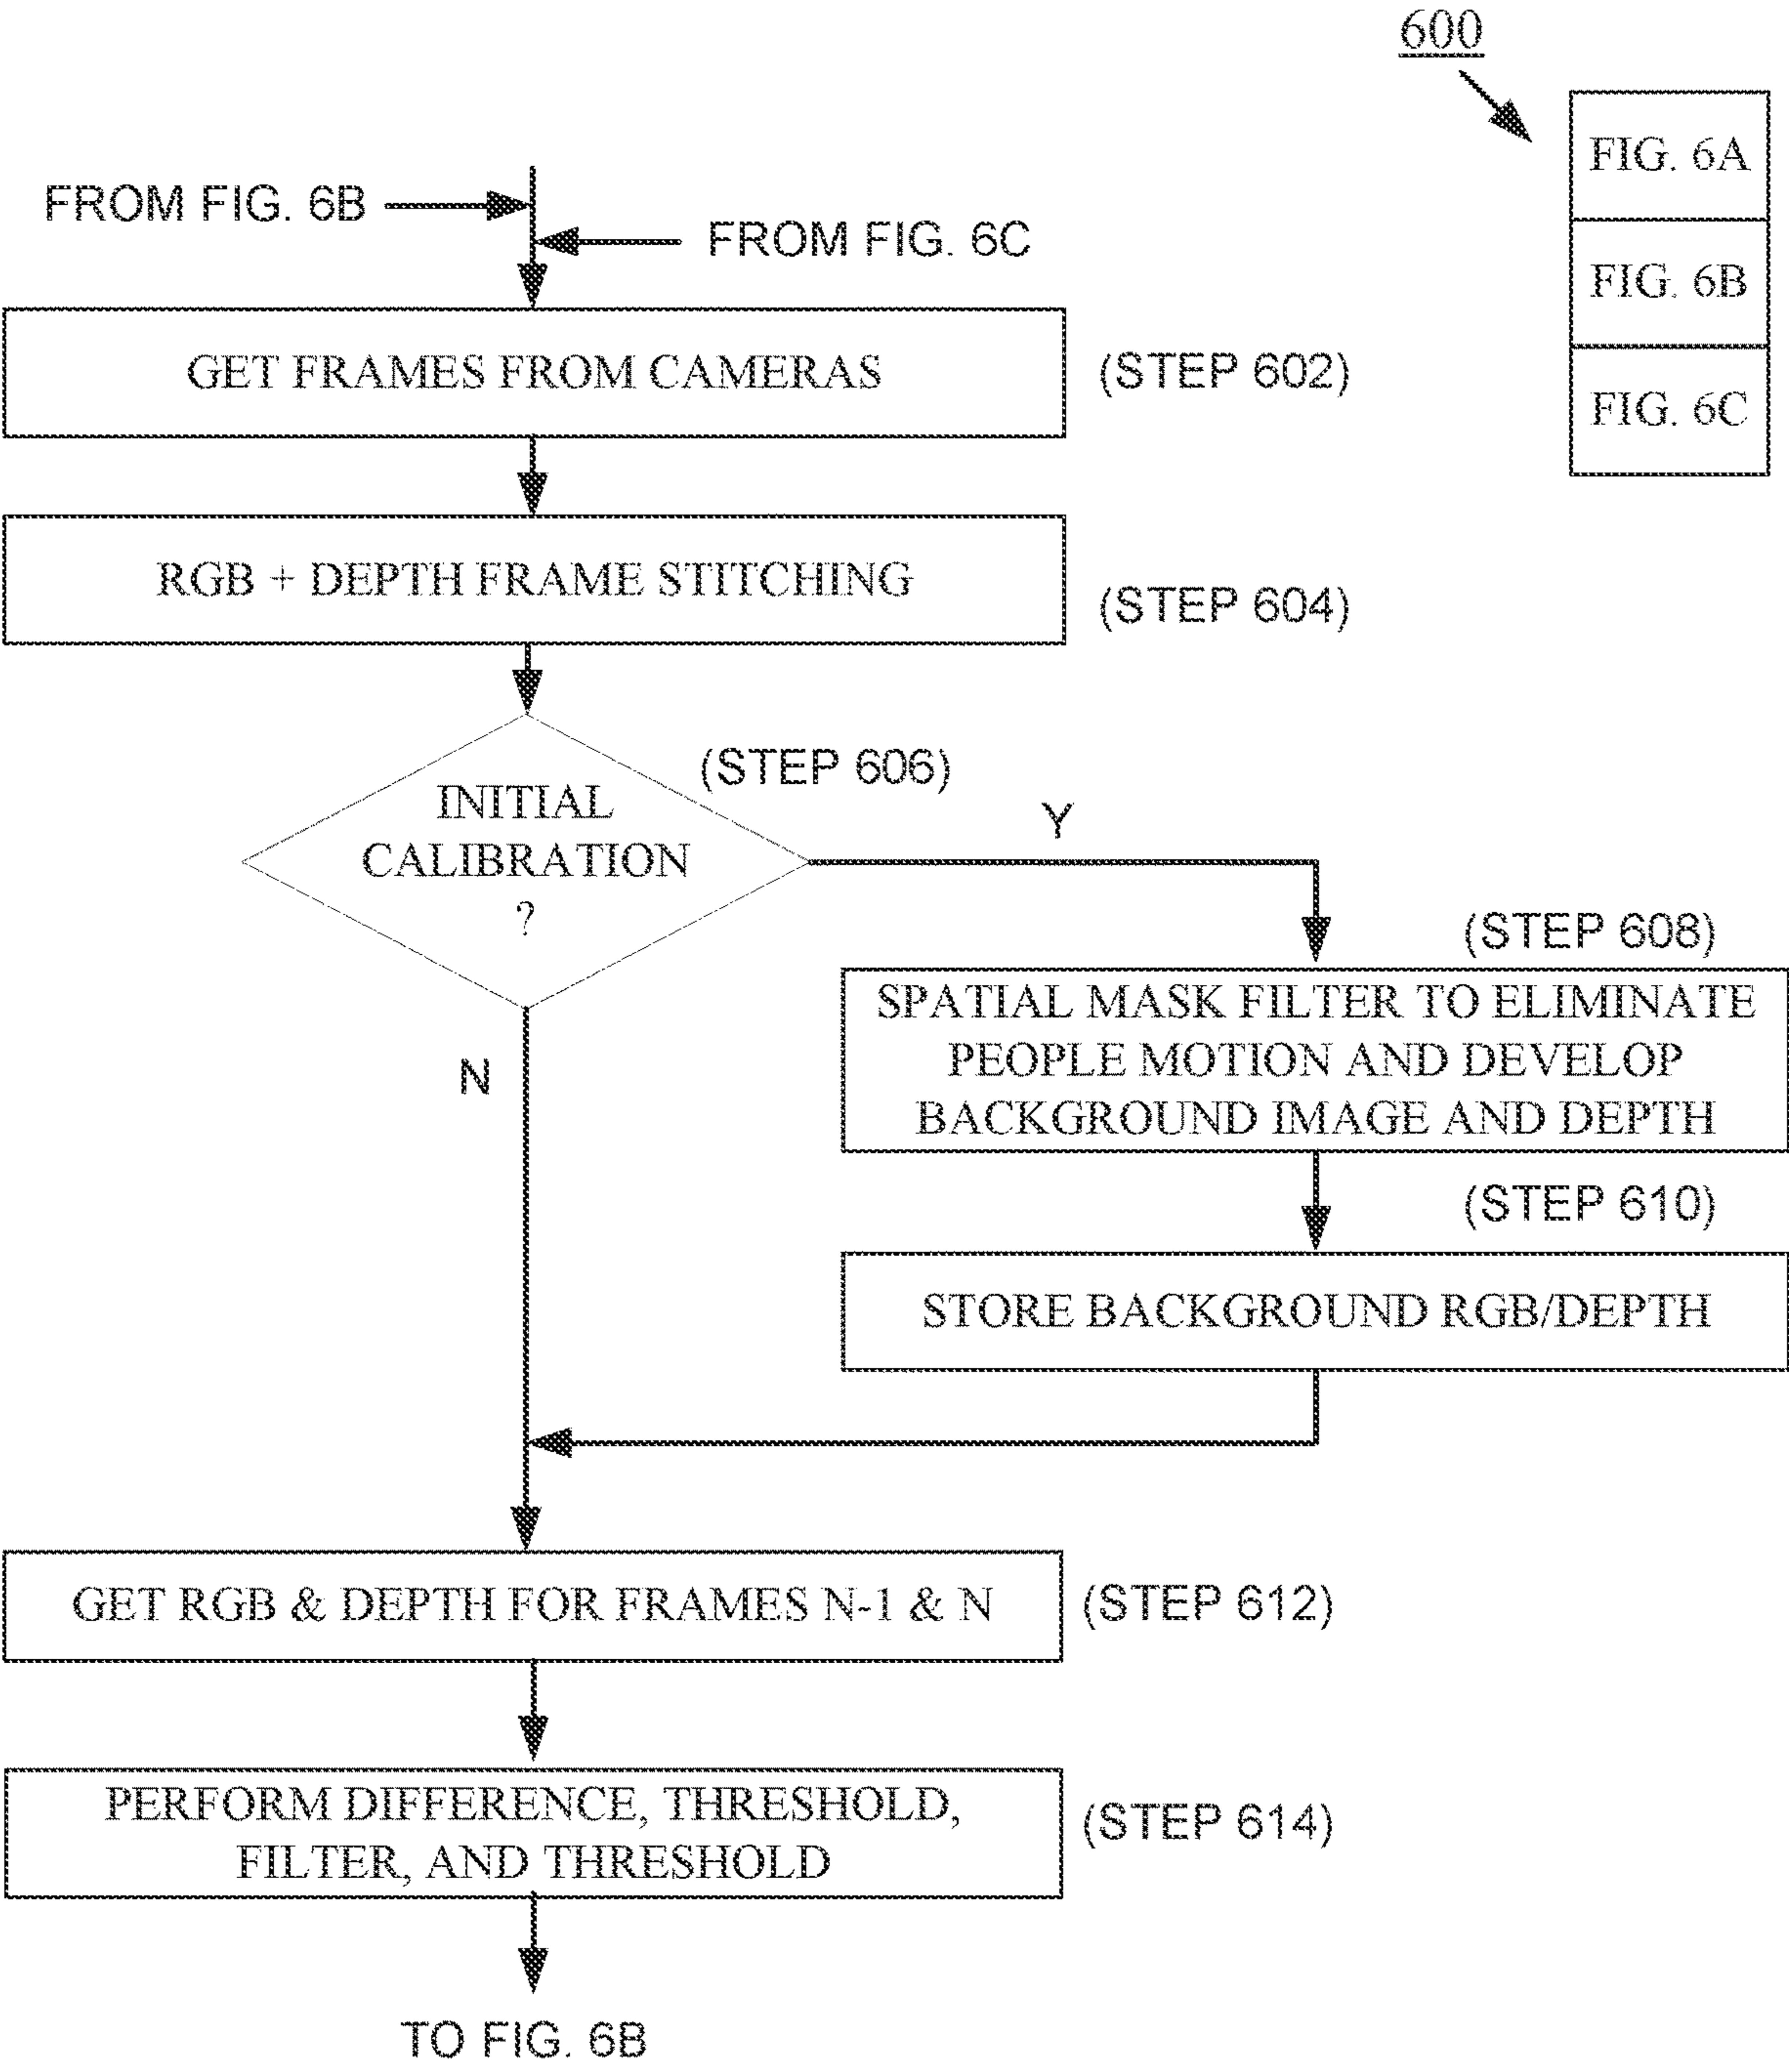 600
FIG. 6A
FIG. 6B
FIG. 6C
FROM FIG. 6B
FROM FIG. 6C
GET FRAMES FROM CAMERAS
(STEP 602)
RGB + DEPTH FRAME STITCHING
(STEP 604)
INITIAL
CALIBRATION
?
(STEP 606)
Y
N
(STEP 608)
SPATIAL MASK FILTER TO ELIMINATE
PEOPLE MOTION AND DEVELOP
BACKGROUND IMAGE AND DEPTH
(STEP 610)
STORE BACKGROUND RGB/DEPTH
GET RGB & DEPTH FOR FRAMES N-1 & N
(STEP 612)
PERFORM DIFFERENCE, THRESHOLD,
FILTER, AND THRESHOLD
(STEP 614)
TO FIG. 6B